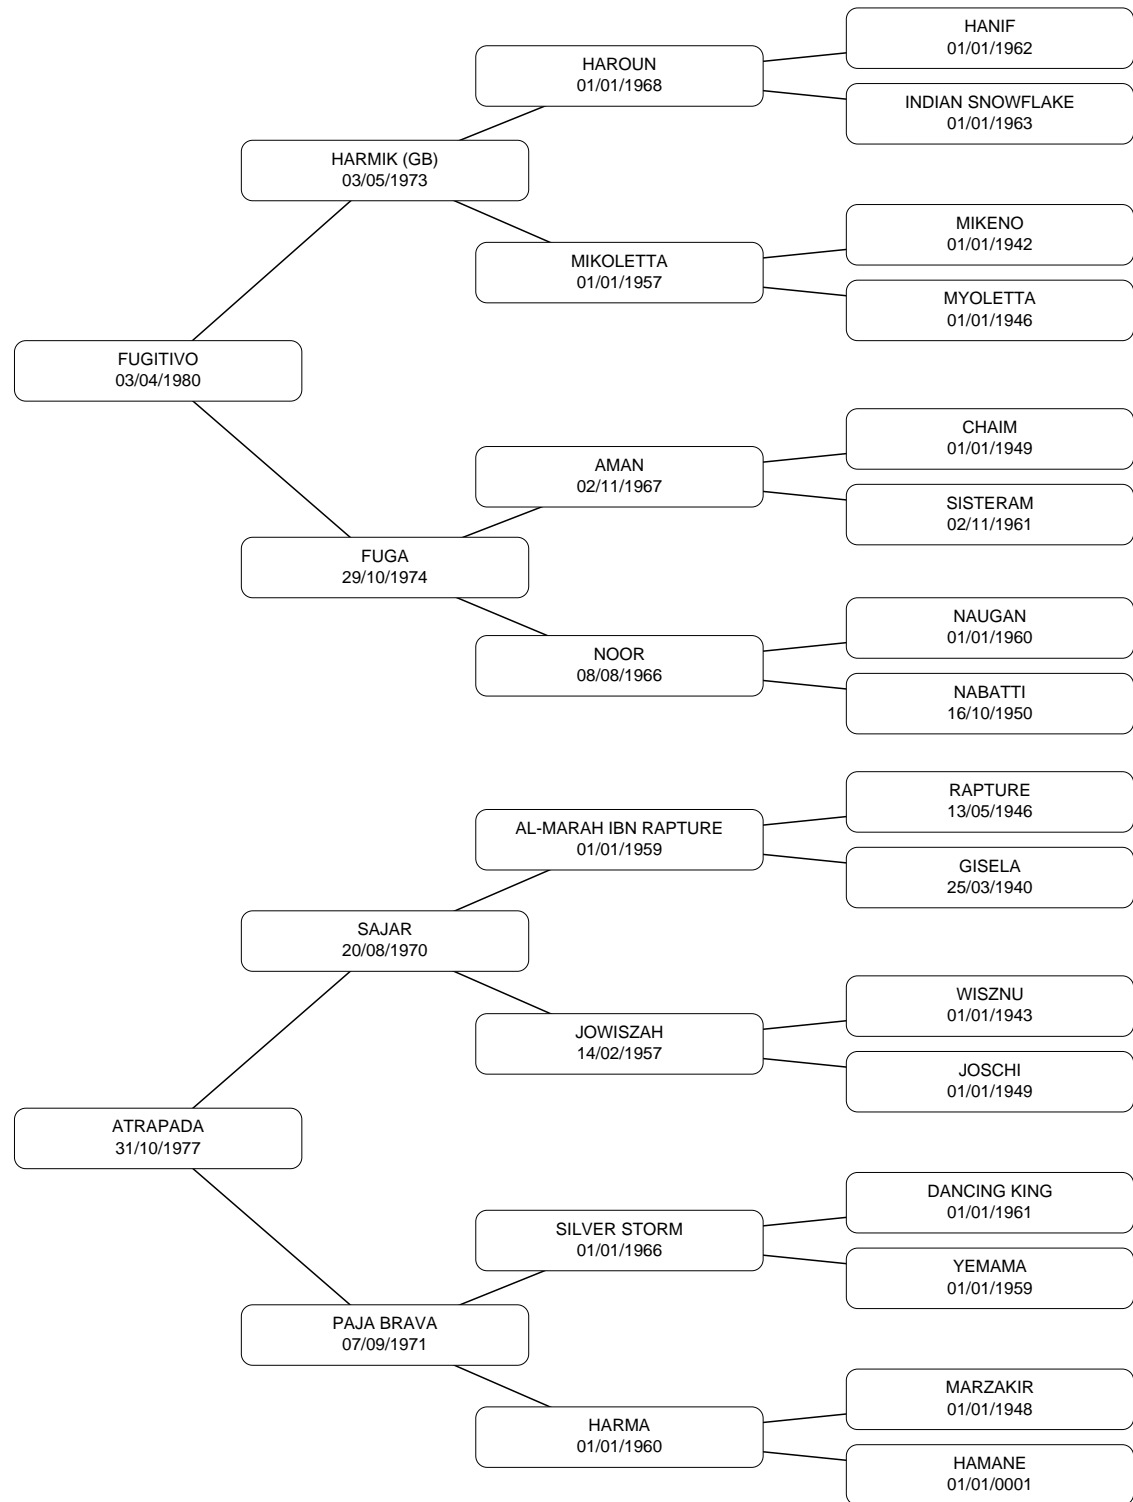 HANIF
01/01/1962
HAROUN
01/01/1968
INDIAN SNOWFLAKE
01/01/1963
HARMIK (GB)
03/05/1973
MIKENO
01/01/1942
MIKOLETTA
01/01/1957
MYOLETTA
01/01/1946
FUGITIVO
03/04/1980
CHAIM
01/01/1949
AMAN
02/11/1967
SISTERAM
02/11/1961
FUGA
29/10/1974
NAUGAN
01/01/1960
NOOR
08/08/1966
NABATTI
16/10/1950
RAPTURE
13/05/1946
AL-MARAH IBN RAPTURE
01/01/1959
GISELA
25/03/1940
SAJAR
20/08/1970
WISZNU
01/01/1943
JOWISZAH
14/02/1957
JOSCHI
01/01/1949
ATRAPADA
31/10/1977
DANCING KING
01/01/1961
SILVER STORM
01/01/1966
YEMAMA
01/01/1959
PAJA BRAVA
07/09/1971
MARZAKIR
01/01/1948
HARMA
01/01/1960
HAMANE
01/01/0001